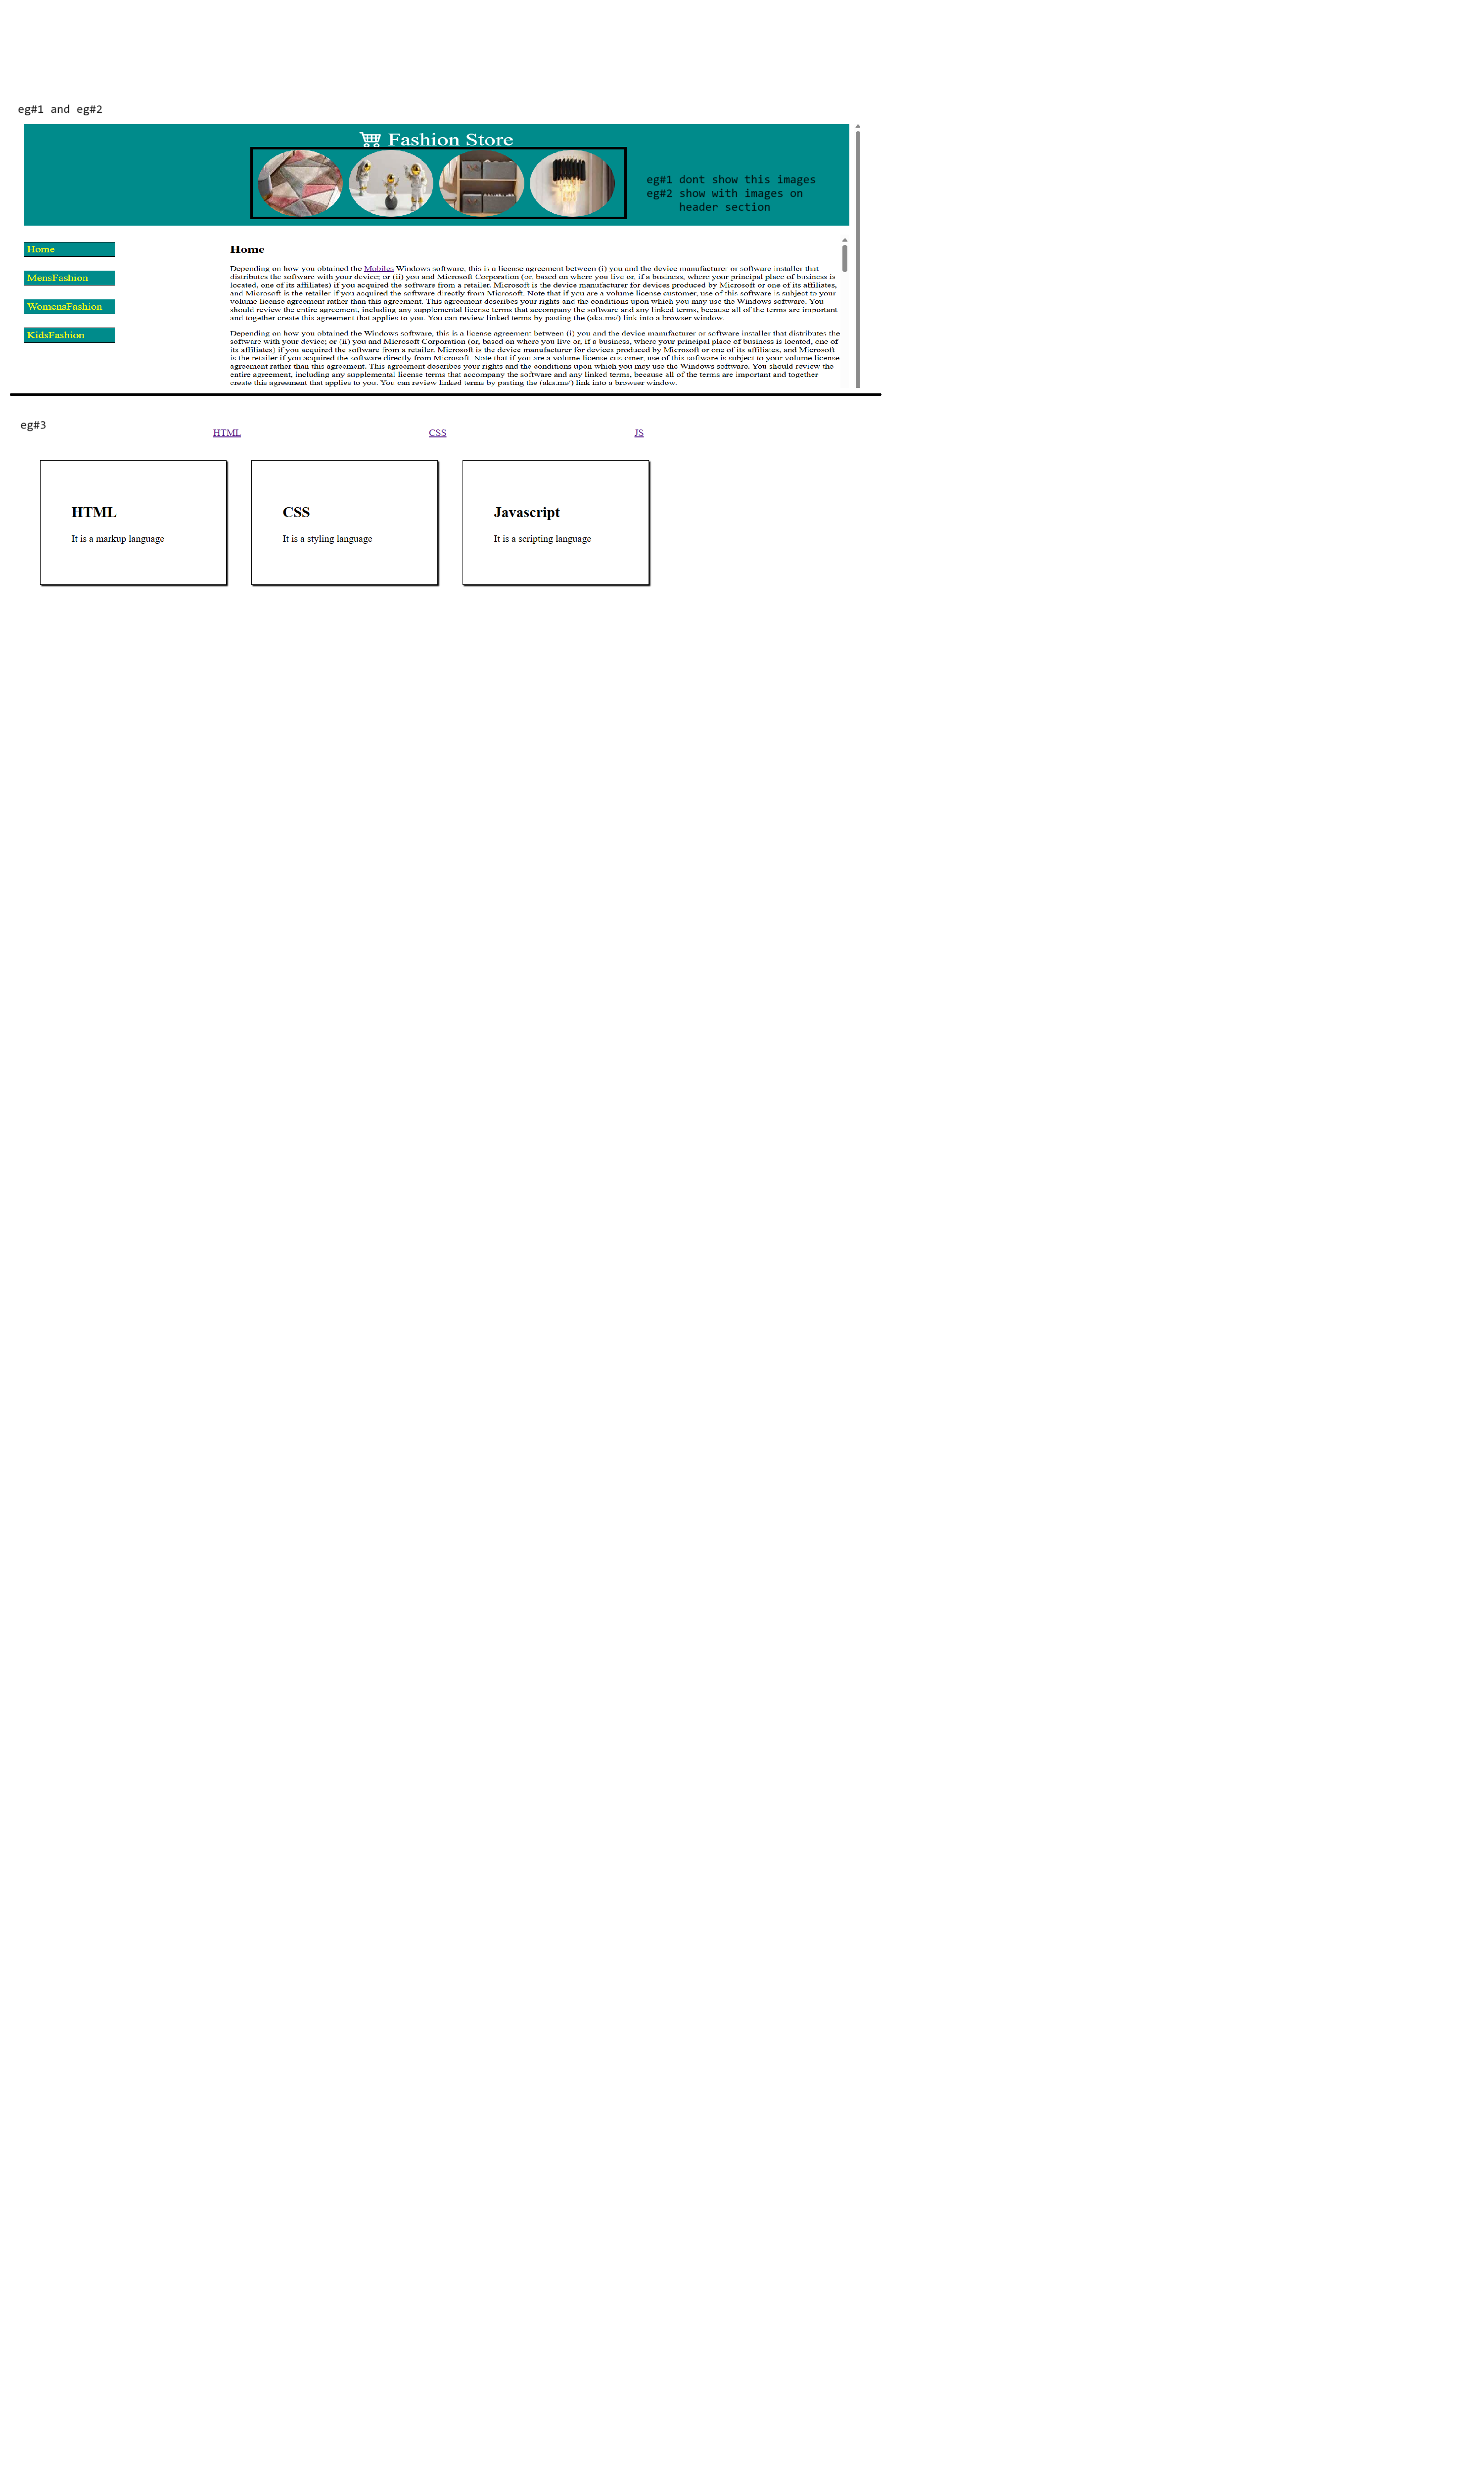 eg#1 and eg#2
Fashion Store
eg#1 dont show this images
eg#2 show with images on
header section
Home
MensFashion
WomensFashion
KidsFashion
Home
Depending on how you obtained the Mobiles Windows software, this is a license agreement between (i) you and the device manufacturer or software installer that
distributes the software with your device; or (ii) you and Microsoft Corporation (or, based on where you live or, if a business, where your principal place of business is
located, one of its affiliates) if you acquired the software from a retailer. Microsoft is the device manufacturer for devices produced by Microsoft or one of its affiliates,
and Microsoft is the retailer if you acquired the software directly from Microsoft. Note that if you are a volume license customer, use of this software is subject to your
volume license agreement rather than this agreement. This agreement describes your rights and the conditions upon which you may use the Windows software. You
should review the entire agreement, including any supplemental license terms that accompany the software and any linked terms, because all of the terms are important
and together create this agreement that applies to you. You can review linked terms by pasting the (aka.ms/) link into a browser window.
Depending on how you obtained the Windows software, this is a license agreement between (i) you and the device manufacturer or software installer that distributes the
software with your device; or (ii) you and Microsoft Corporation (or, based on where you live or, if a business, where your principal place of business is located, one of
its affiliates) if you acquired the software from a retailer. Microsoft is the device manufacturer for devices produced by Microsoft or one of its affiliates, and Microsoft
is the retailer if you acquired the software directly from Microsoft. Note that if you are a volume license customer, use of this software is subject to your volume license
agreement rather than this agreement. This agreement describes your rights and the conditions upon which you may use the Windows software. You should review the
entire agreement, including any supplemental license terms that accompany the software and any linked terms, because all of the terms are important and together
create this agreement that applies to you. You can review linked terms by pasting the (aka.ms/) link into a browser window.
eg#3
HTML
CSS
JS
HTML
It is a markup language
CSS
It is a styling language
Javascript
It is a scripting language